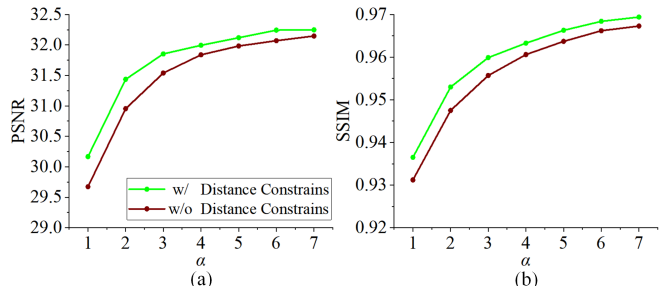 32.5
32.0
31.5
31.0
30.5
30.0
29.5
29.0
PSNR
w/ Distance Constrains
w/o Distance Constrains
1 2 3 4 5 6 7
α
(a)
0.97
0.96
0.95
0.94
0.93
0.92
SSIM
1 2 3 4 5 6 7
α
(b)